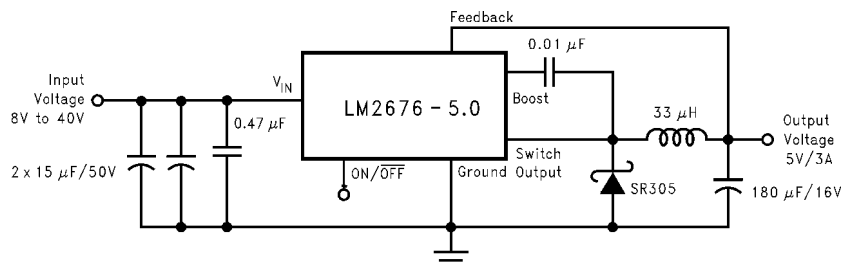 Feedback
0.01 μF
Input
Voltage
8V to 40V
VIN
LM2676 - 5.0
Boost
33 μH
Output
Voltage
5V/3A
0.47 μF
2 x 15 μF/50V
ON/OFF
Ground
Switch
Output
SR305
180 μF/16V